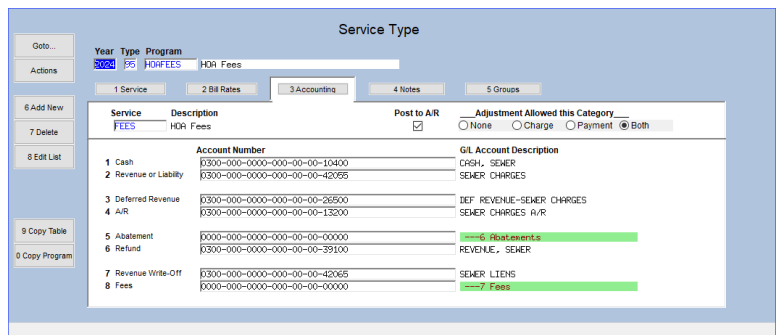 Service Type
Goto...
Actions
Year Type Program
2024 95 HOAFEES HOA Fees
1 Service 2 Bill Rates 3 Accounting 4 Notes 5 Groups
6 Add New
7 Delete
8 Edit List
9 Copy Table
0 Copy Program
Service Description Post to A/R ___Adjustment Allowed this Category___
FEES HOA Fees None Charge Payment Both
Account Number G/L Account Description
1 Cash 0300-000-0000-000-00-00-10400 CASH, SEWER
2 Revenue or Liability 0300-000-0000-000-00-00-42055 SEWER CHARGES
3 Deferred Revenue 0300-000-0000-000-00-00-26500 DEF REVENUE-SEWER CHARGES
4 A/R 0300-000-0000-000-00-00-13200 SEWER CHARGES A/R
5 Abatement 0000-000-0000-000-00-00-00000 ---6 Abatements
6 Refund 0300-000-0000-000-00-00-39100 REVENUE, SEWER
7 Revenue Write-Off 0300-000-0000-000-00-00-42065 SEWER LIENS
8 Fees 0000-000-0000-000-00-00-00000 ---7 Fees